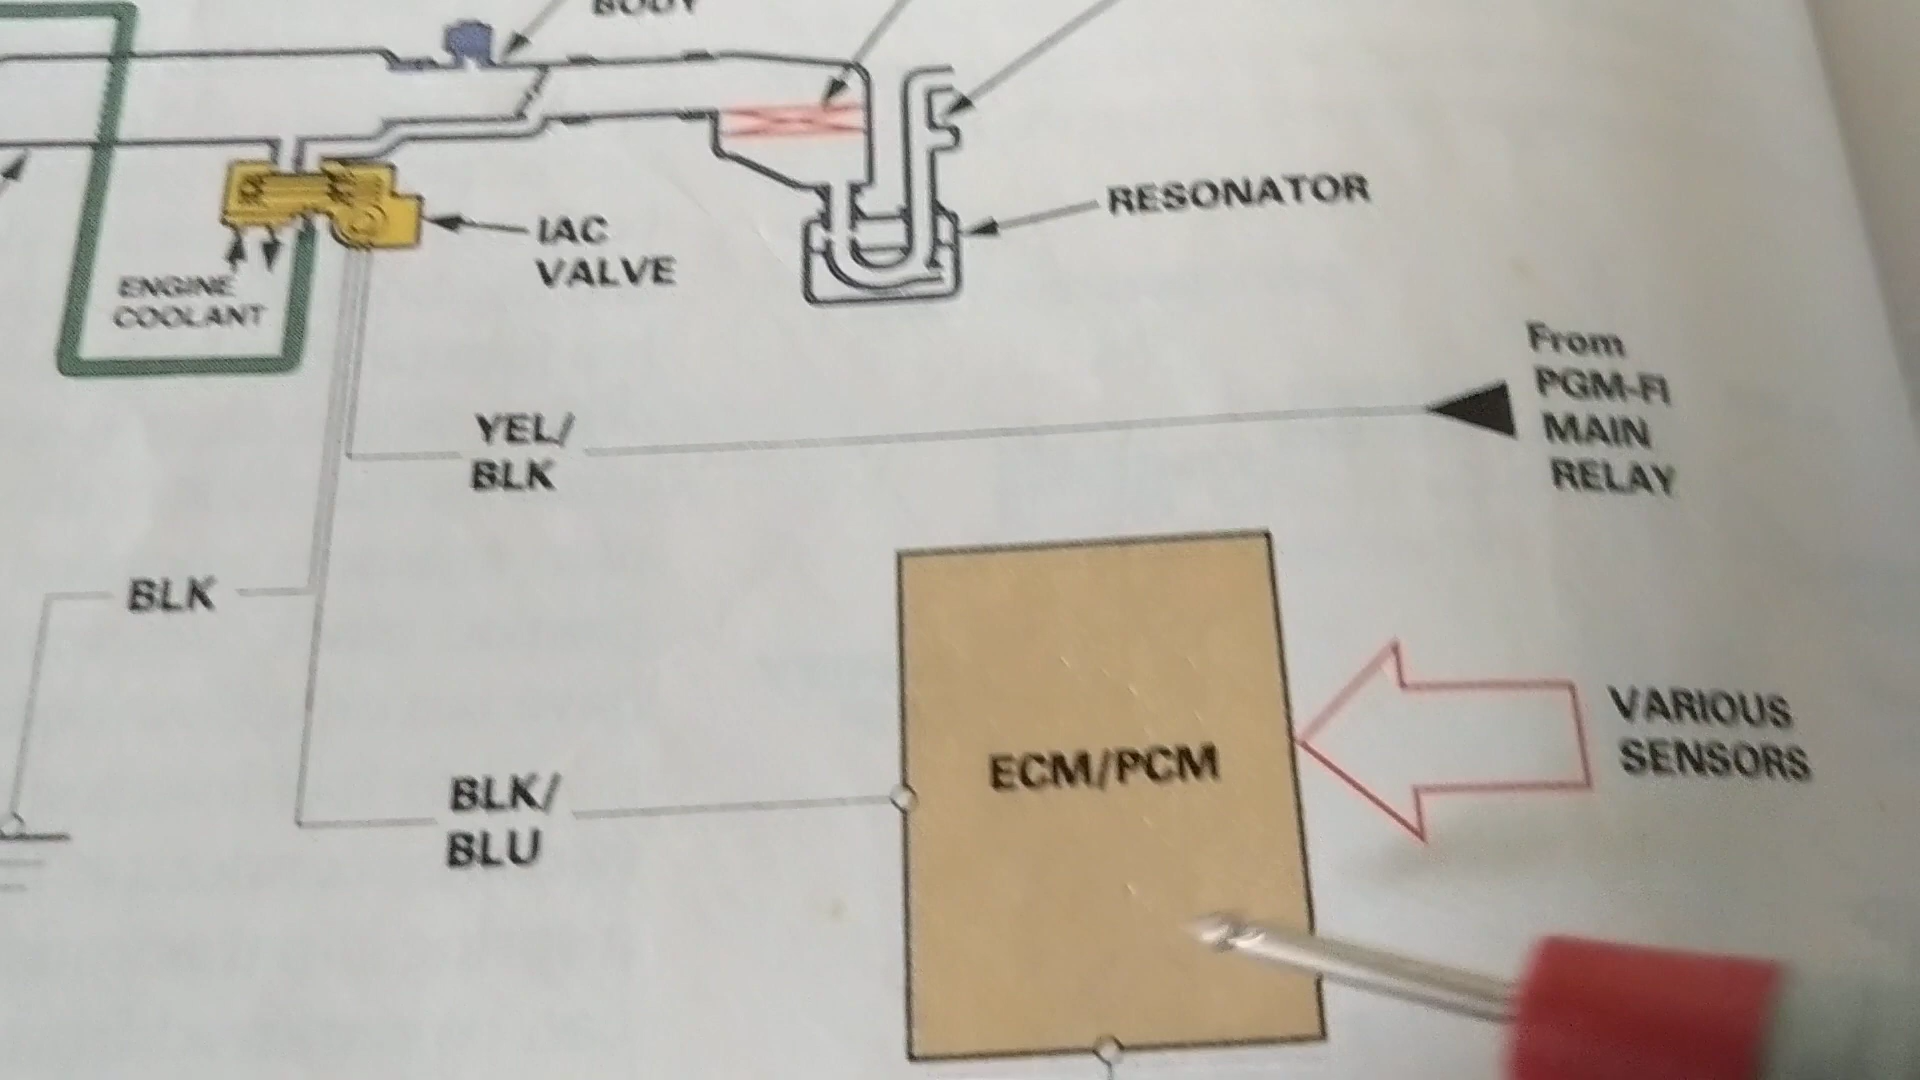 BODY
RESONATOR
IAC
VALVE
ENGINE
COOLANT
From
PGM-FI
MAIN
RELAY
YEL/
BLK
BLK
ECM/PCM
VARIOUS
SENSORS
BLK/
BLU